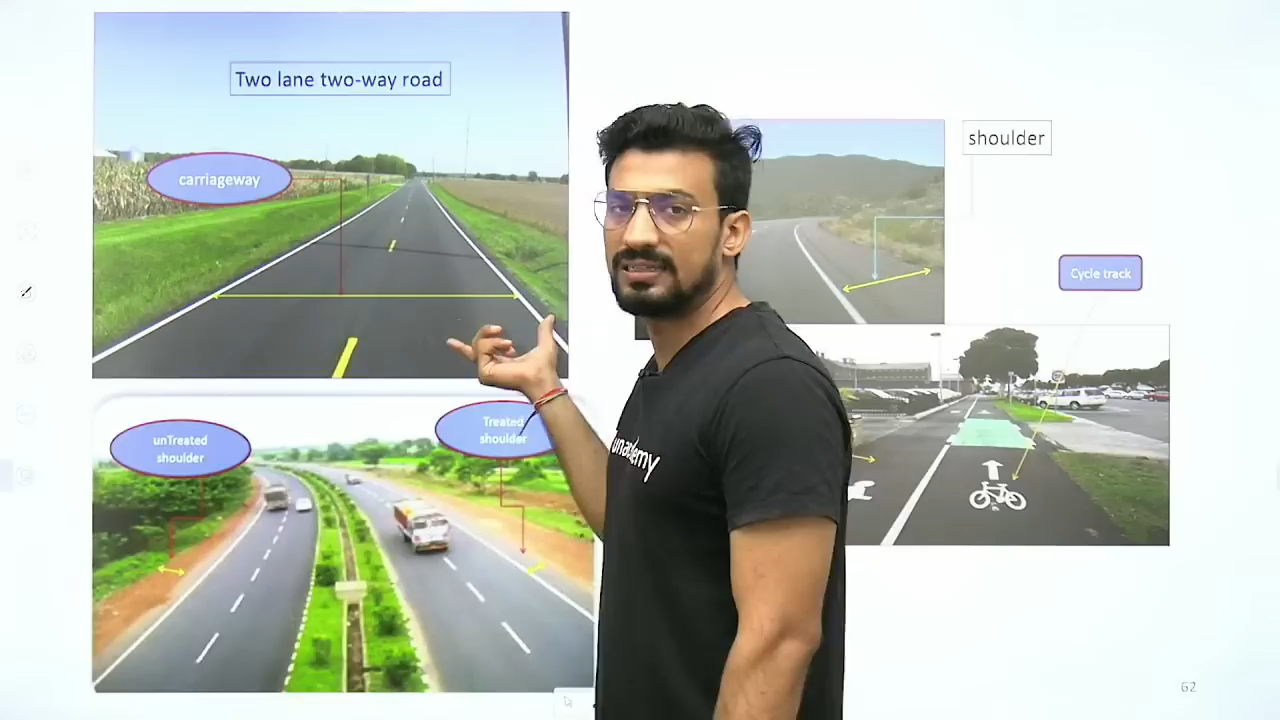 Two lane two-way road
carriageway
shoulder
Cycle track
unTreated
shoulder
Treated
shoulder
unacademy
62